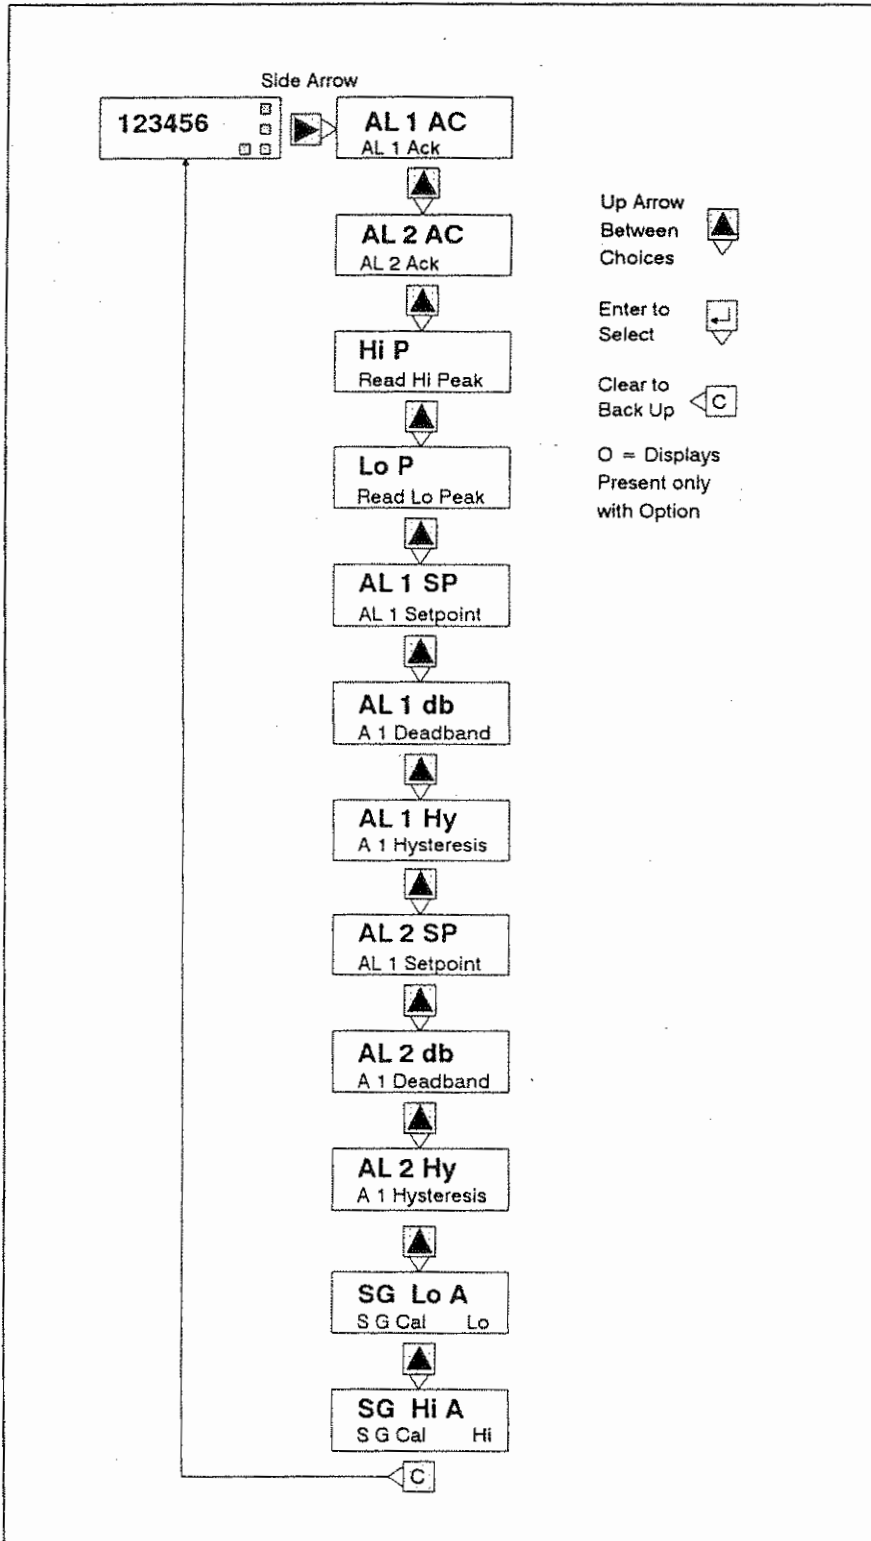 Side Arrow
123456
AL 1 AC
AL 1 Ack
AL 2 AC
AL 2 Ack
Hi P
Read Hi Peak
Lo P
Read Lo Peak
AL 1 SP
AL 1 Setpoint
AL 1 db
A 1 Deadband
AL 1 Hy
A 1 Hysteresis
AL 2 SP
AL 1 Setpoint
AL 2 db
A 1 Deadband
AL 2 Hy
A 1 Hysteresis
SG Lo A
S G Cal Lo
SG Hi A
S G Cal Hi
C
Up Arrow
Between
Choices
Enter to
Select
Clear to
Back Up C
O = Displays
Present only
with Option